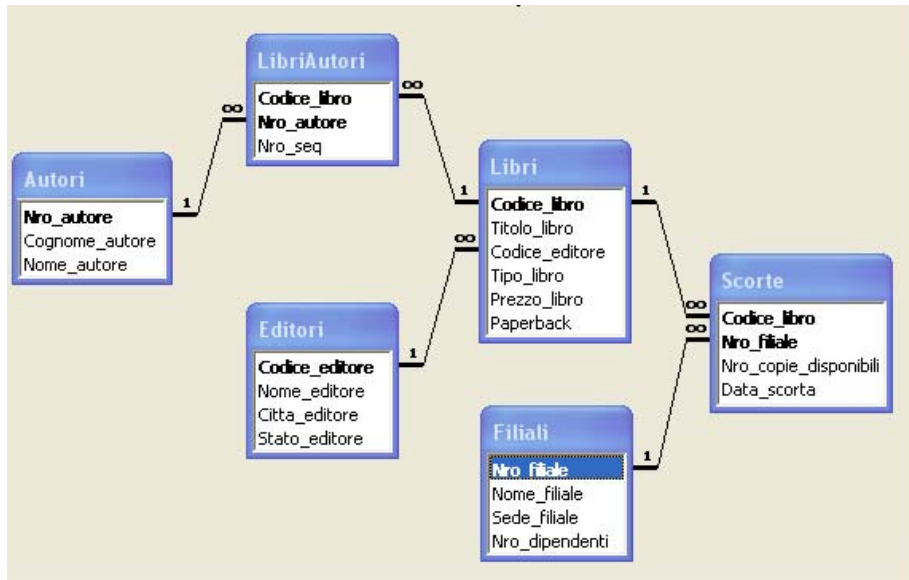 LibriAutori
Codice_libro
Nro_autore
Nro_seq
∞
∞
Autori
Nro_autore
Cognome_autore
Nome_autore
1
Libri
Codice_libro
Titolo_libro
Codice_editore
Tipo_libro
Prezzo_libro
Paperback
1
∞
1
Editori
Codice_editore
Nome_editore
Citta_editore
Stato_editore
1
Scorte
Codice_libro
Nro_filiale
Nro_copie_disponibili
Data_scorta
∞
∞
Filiali
Nro_filiale
Nome_filiale
Sede_filiale
Nro_dipendenti
1